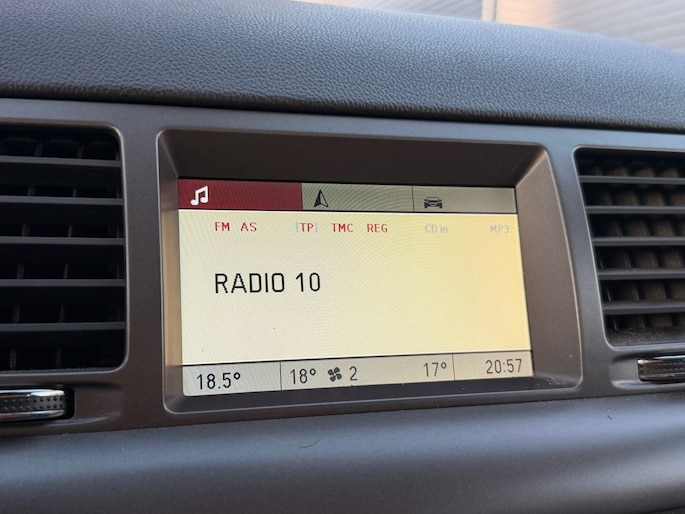 FM AS [TP] TMC REG CD in MP3
RADIO 10
18.5° 18° 2 17° 20:57